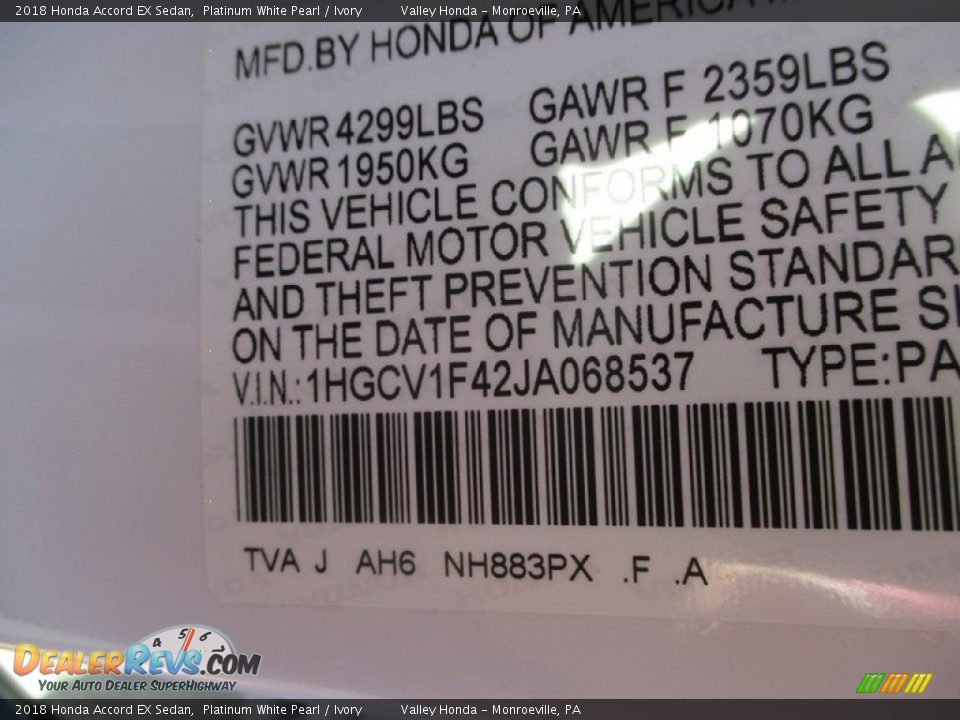 2018 Honda Accord EX Sedan, Platinum White Pearl / Ivory Valley Honda - Monroeville, PA
MFD.BY HONDA OF AMERICA
GVWR 4299LBS GAWR F 2359LBS
GVWR 1950KG GAWR F 1070KG
THIS VEHICLE CONFORMS TO ALL A
FEDERAL MOTOR VEHICLE SAFETY
AND THEFT PREVENTION STANDAR
ON THE DATE OF MANUFACTURE S
V.I.N.:1HGCV1F42JA068537 TYPE:PA
TVA J AH6 NH883PX .F .A
4 5 6
DEALERREVS.COM
YOUR AUTO DEALER SUPERHIGHWAY
2018 Honda Accord EX Sedan, Platinum White Pearl / Ivory Valley Honda - Monroeville, PA